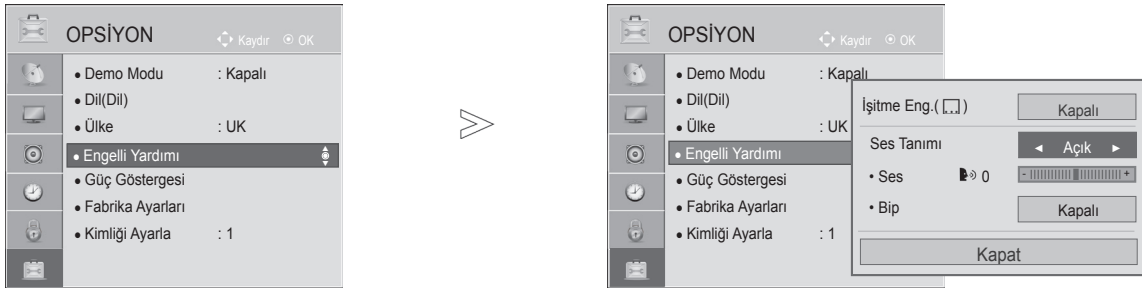 OPSİYON Kaydır OK
• Demo Modu : Kapalı
• Dil(Dil)
• Ülke : UK
• Engelli Yardımı
• Güç Göstergesi
• Fabrika Ayarları
• Kimliği Ayarla : 1
OPSİYON Kaydır OK
• Demo Modu : Kapalı
• Dil(Dil)
• Ülke : UK
• Engelli Yardımı
• Güç Göstergesi
• Fabrika Ayarları
• Kimliği Ayarla : 1
İşitme Eng.( ) Kapalı
Ses Tanımı ◄ Açık ►
• Ses 0 - +
• Bip Kapalı
Kapat